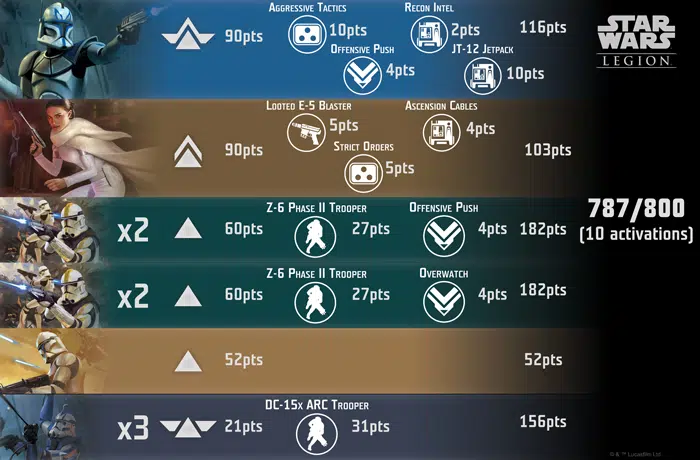 Aggressive Tactics
Recon Intel
90pts
10pts
2pts
116pts
Offensive Push
JT-12 Jetpack
4pts
10pts
STAR
WARS
LEGION
Looted E-5 Blaster
Ascension Cables
90pts
5pts
4pts
103pts
Strict Orders
5pts
Z-6 Phase II Trooper
Offensive Push
x2
60pts
27pts
4pts
182pts
787/800
(10 activations)
Z-6 Phase II Trooper
Overwatch
x2
60pts
27pts
4pts
182pts
52pts
52pts
DC-15x ARC Trooper
x3
21pts
31pts
156pts
© & ™ Lucasfilm Ltd.